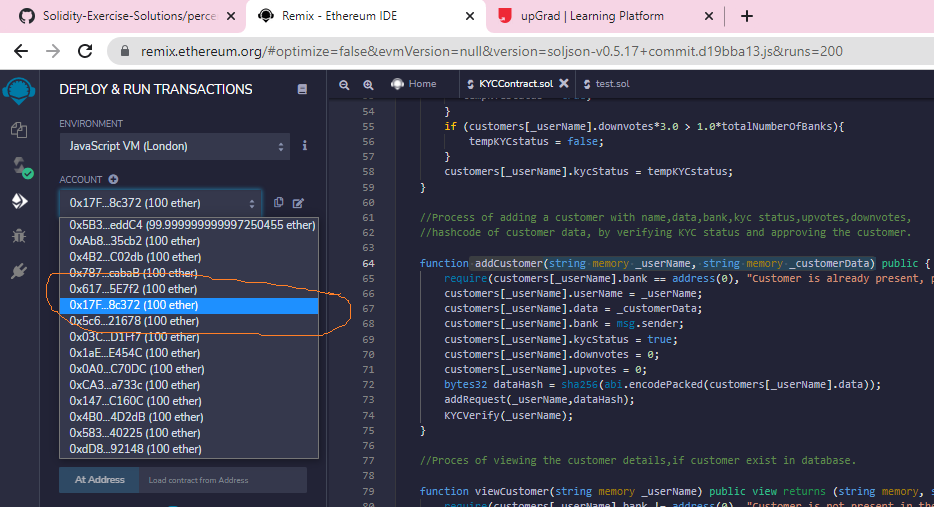 Solidity-Exercise-Solutions/perce
Remix - Ethereum IDE
upGrad | Learning Platform
remix.ethereum.org/#optimize=false&evmVersion=null&version=soljson-v0.5.17+commit.d19bba13.js&runs=200
DEPLOY & RUN TRANSACTIONS
ENVIRONMENT
JavaScript VM (London)
ACCOUNT
0x17F...8c372 (100 ether)
0x5B3...eddC4 (99.999999999997250455 ether)
0xAb8...35cb2 (100 ether)
0x4B2...C02db (100 ether)
0x787...cabaB (100 ether)
0x617...5E7f2 (100 ether)
0x17F...8c372 (100 ether)
0x5c6...21678 (100 ether)
0x03C...D1Ff7 (100 ether)
0x1aE...E454C (100 ether)
0x0A0...C70DC (100 ether)
0xCA3...a733c (100 ether)
0x147...C160C (100 ether)
0x4B0...4D2dB (100 ether)
0x583...40225 (100 ether)
0xdD8...92148 (100 ether)
At Address
Load contract from Address
Home
KYCContract.sol
test.sol
54 }
55 if (customers[_userName].downvotes*3.0 > 1.0*totalNumberOfBanks){
56 tempKYCstatus = false;
57 }
58 customers[_userName].kycStatus = tempKYCstatus;
59 }
60
61 //Process of adding a customer with name,data,bank,kyc status,upvotes,downvotes,
62 //hashcode of customer data, by verifying KYC status and approving the customer.
63
64 function addCustomer(string memory _userName, string memory _customerData) public {
65 require(customers[_userName].bank == address(0), "Customer is already present, p
66 customers[_userName].userName = _userName;
67 customers[_userName].data = _customerData;
68 customers[_userName].bank = msg.sender;
69 customers[_userName].kycStatus = true;
70 customers[_userName].downvotes = 0;
71 customers[_userName].upvotes = 0;
72 bytes32 dataHash = sha256(abi.encodePacked(customers[_userName].data));
73 addRequest(_userName,dataHash);
74 KYCVerify(_userName);
75 }
76
77 //Proces of viewing the customer details,if customer exist in database.
78
79 function viewCustomer(string memory _userName) public view returns (string memory, s